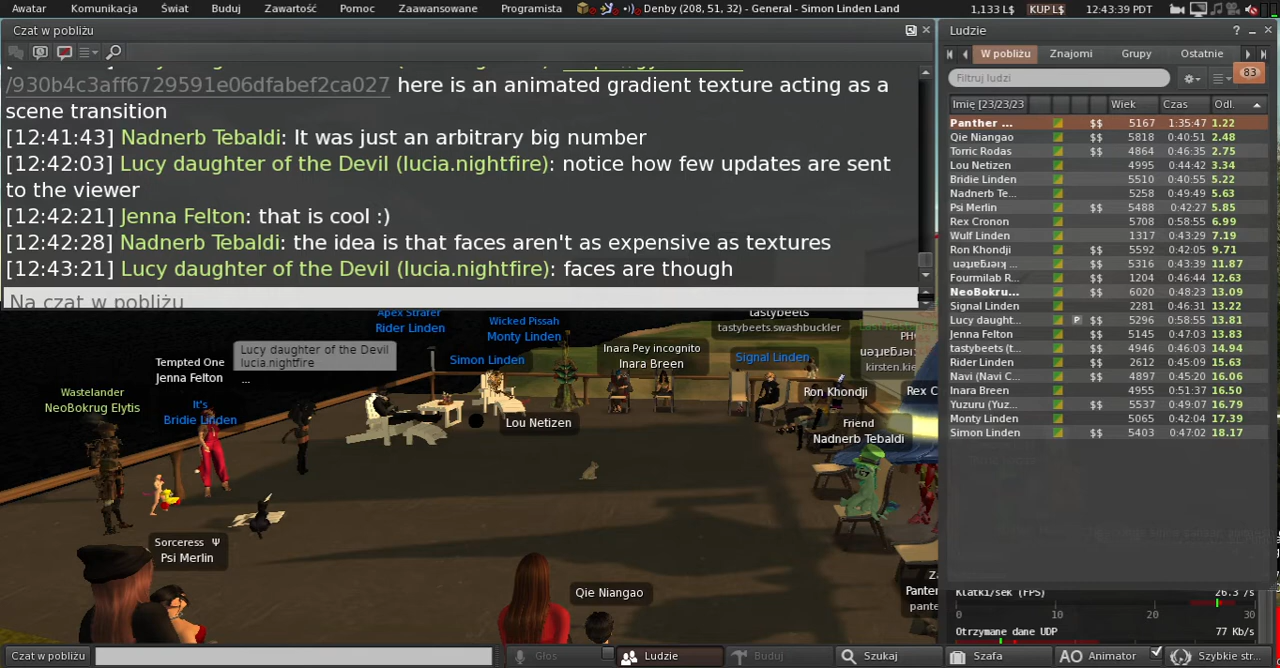 Awatar Komunikacja Świat Buduj Zawartość Pomoc Zaawansowane Programista Denby (208, 51, 32) - General - Simon Linden Land 1,133 L$ KUP L$ 12:43:39 PDT
Czat w pobliżu
/930b4c3aff6729591e06dfabef2ca027 here is an animated gradient texture acting as a
scene transition
[12:41:43] Nadnerb Tebaldi: It was just an arbitrary big number
[12:42:03] Lucy daughter of the Devil (lucia.nightfire): notice how few updates are sent
to the viewer
[12:42:21] Jenna Felton: that is cool :)
[12:42:28] Nadnerb Tebaldi: the idea is that faces aren't as expensive as textures
[12:43:21] Lucy daughter of the Devil (lucia.nightfire): faces are though
Na czat w pobliżu
Apex Strafer
Rider Linden
Wicked Pissah
Monty Linden
tastybeets
tastybeets.swashbuckler
Lucy daughter of the Devil
lucia.nightfire
...
Tempted One
Jenna Felton
Simon Linden
Inara Pey incognito
Inara Breen
Signal Linden
Wastelander
NeoBokrug Elytis
It's
Bridie Linden
Ron Khondji
Rex C
Lou Netizen
Friend
Nadnerb Tebaldi
Sorceress Ψ
Psi Merlin
Qie Niangao
Panter
pante
Ludzie
W pobliżu Znajomi Grupy Ostatnie
Filtruj ludzi
83
Imię [23/23/23 Wiek Czas Odl.
Panther ... $$ 5167 1:35:47 1.22
Qie Niangao $$ 5818 0:40:51 2.48
Torric Rodas $$ 4864 0:46:35 2.75
Lou Netizen 4995 0:44:42 3.34
Bridie Linden 5510 0:40:55 5.22
Nadnerb Te... 5258 0:49:49 5.63
Psi Merlin $$ 5488 0:42:27 5.85
Rex Cronon 5708 0:58:55 6.99
Wulf Linden 1317 0:43:29 7.19
Ron Khondji $$ 5592 0:42:05 9.71
$$ 5316 0:43:39 11.87
Fourmilab R... $$ 1204 0:46:44 12.63
NeoBokru... $$ 6020 0:48:23 13.09
Signal Linden 2281 0:46:31 13.22
Lucy daught... P $$ 5296 0:58:55 13.81
Jenna Felton $$ 5145 0:47:03 13.83
tastybeets (t... $$ 4946 0:46:03 14.94
Rider Linden $$ 2612 0:45:09 15.63
Navi (Navi C... $$ 4897 0:45:20 16.06
Inara Breen 4955 0:51:37 16.50
Yuzuru (Yuz... $$ 5537 0:49:07 16.79
Monty Linden 5065 0:42:04 17.39
Simon Linden $$ 5403 0:47:02 18.17
Klatki/sek (FPS) 26.3 /s
0 10 20 30
Otrzymane dane UDP 77 Kb/s
Czat w pobliżu Głos Ludzie Buduj Szukaj Szafa AO Animator Szybkie str...